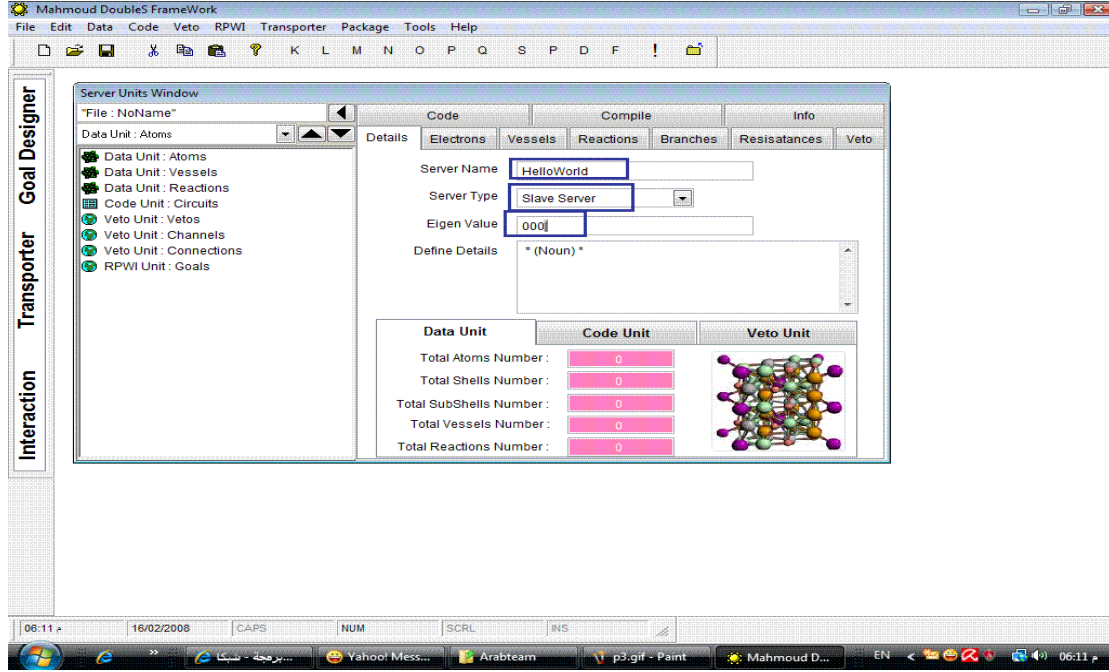 Mahmoud DoubleS FrameWork
File Edit Data Code Veto RPWI Transporter Package Tools Help
K L M N O P Q S P D F !
Goal Designer
Transporter
Interaction
Server Units Window
"File : NoName"
Data Unit : Atoms
Data Unit : Atoms
Data Unit : Vessels
Data Unit : Reactions
Code Unit : Circuits
Veto Unit : Vetos
Veto Unit : Channels
Veto Unit : Connections
RPWI Unit : Goals
Code Compile Info
Details Electrons Vessels Reactions Branches Resisatances Veto
Server Name HelloWorld
Server Type Slave Server
Eigen Value 000
Define Details * (Noun) *
Data Unit Code Unit Veto Unit
Total Atoms Number : 0
Total Shells Number : 0
Total SubShells Number : 0
Total Vessels Number : 0
Total Reactions Number : 0
06:11 م 16/02/2008 CAPS NUM SCRL INS
برمجة - شبكا... Yahoo! Mess... Arabteam p3.gif - Paint Mahmoud D... EN 06:11 م